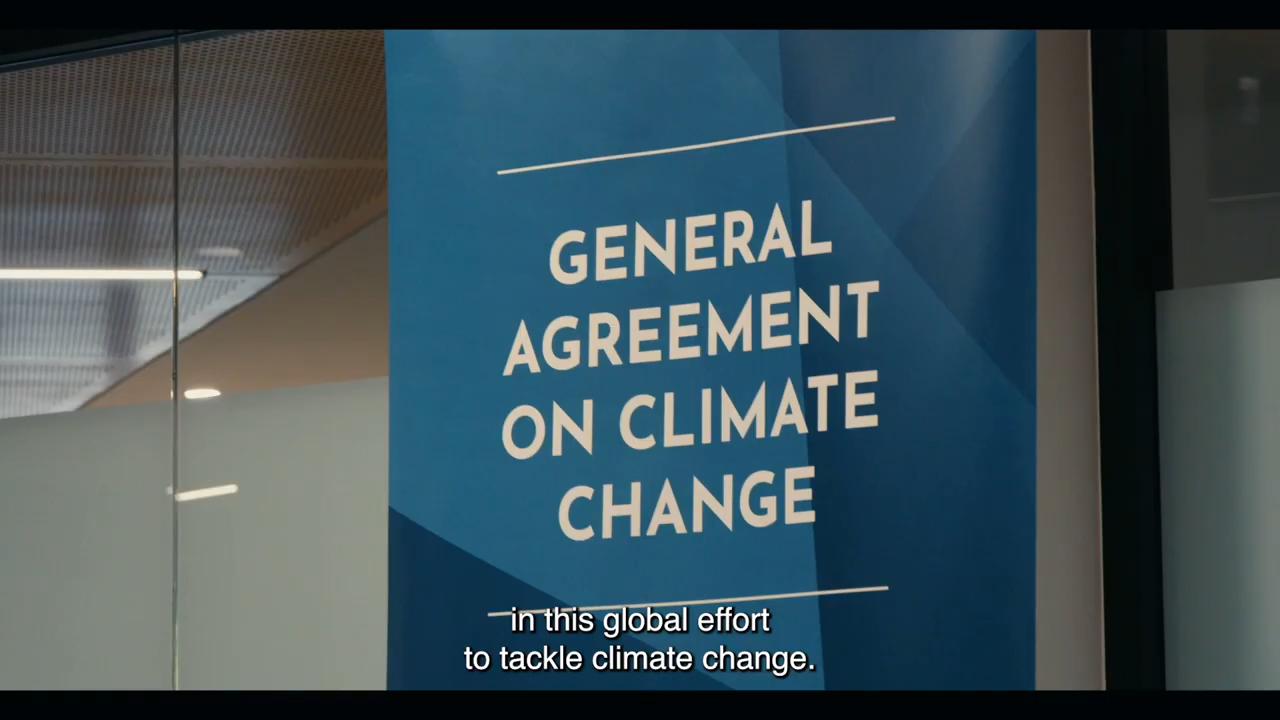 GENERAL
AGREEMENT
ON CLIMATE
CHANGE
in this global effort
to tackle climate change.